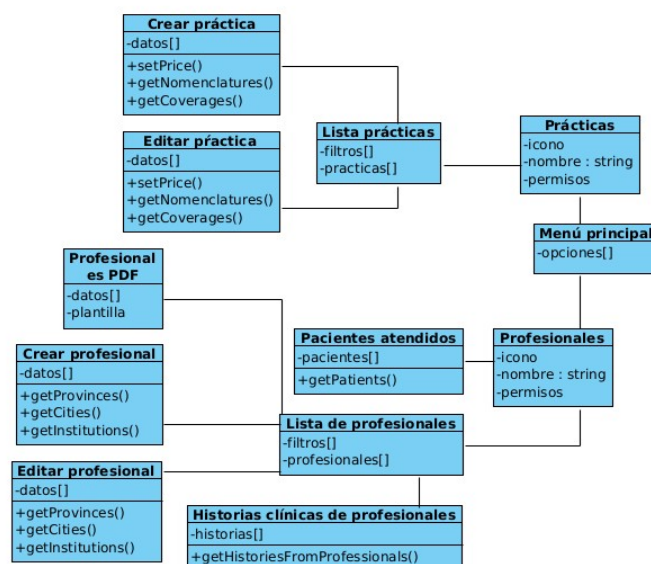 Crear práctica
-datos[]
+setPrice()
+getNomenclatures()
+getCoverages()
Editar pŕactica
-datos[]
+setPrice()
+getNomenclatures()
+getCoverages()
Lista prácticas
-filtros[]
-practicas[]
Prácticas
-icono
-nombre : string
-permisos
Menú principal
-opciones[]
Profesional
es PDF
-datos[]
-plantilla
Crear profesional
-datos[]
+getProvinces()
+getCities()
+getInstitutions()
Pacientes atendidos
-pacientes[]
+getPatients()
Profesionales
-icono
-nombre : string
-permisos
Lista de profesionales
-filtros[]
-profesionales[]
Editar profesional
-datos[]
+getProvinces()
+getCities()
+getInstitutions()
Historias clínicas de profesionales
-historias[]
+getHistoriesFromProfessionals()